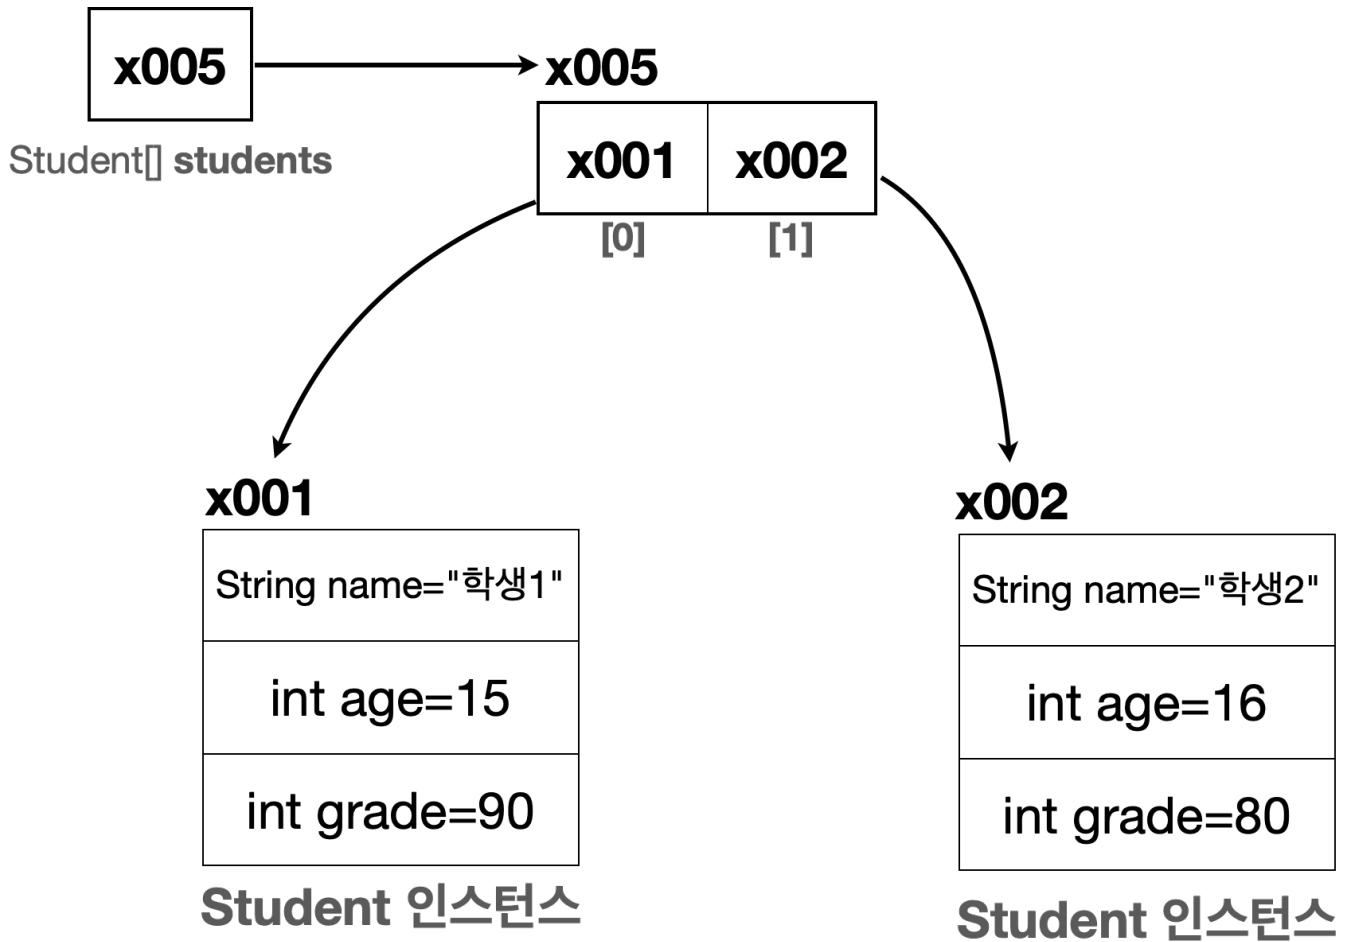 x005
x005
Student[] students
x001
x002
[0]
[1]
x001
String name="학생1"
int age=15
int grade=90
Student 인스턴스
x002
String name="학생2"
int age=16
int grade=80
Student 인스턴스